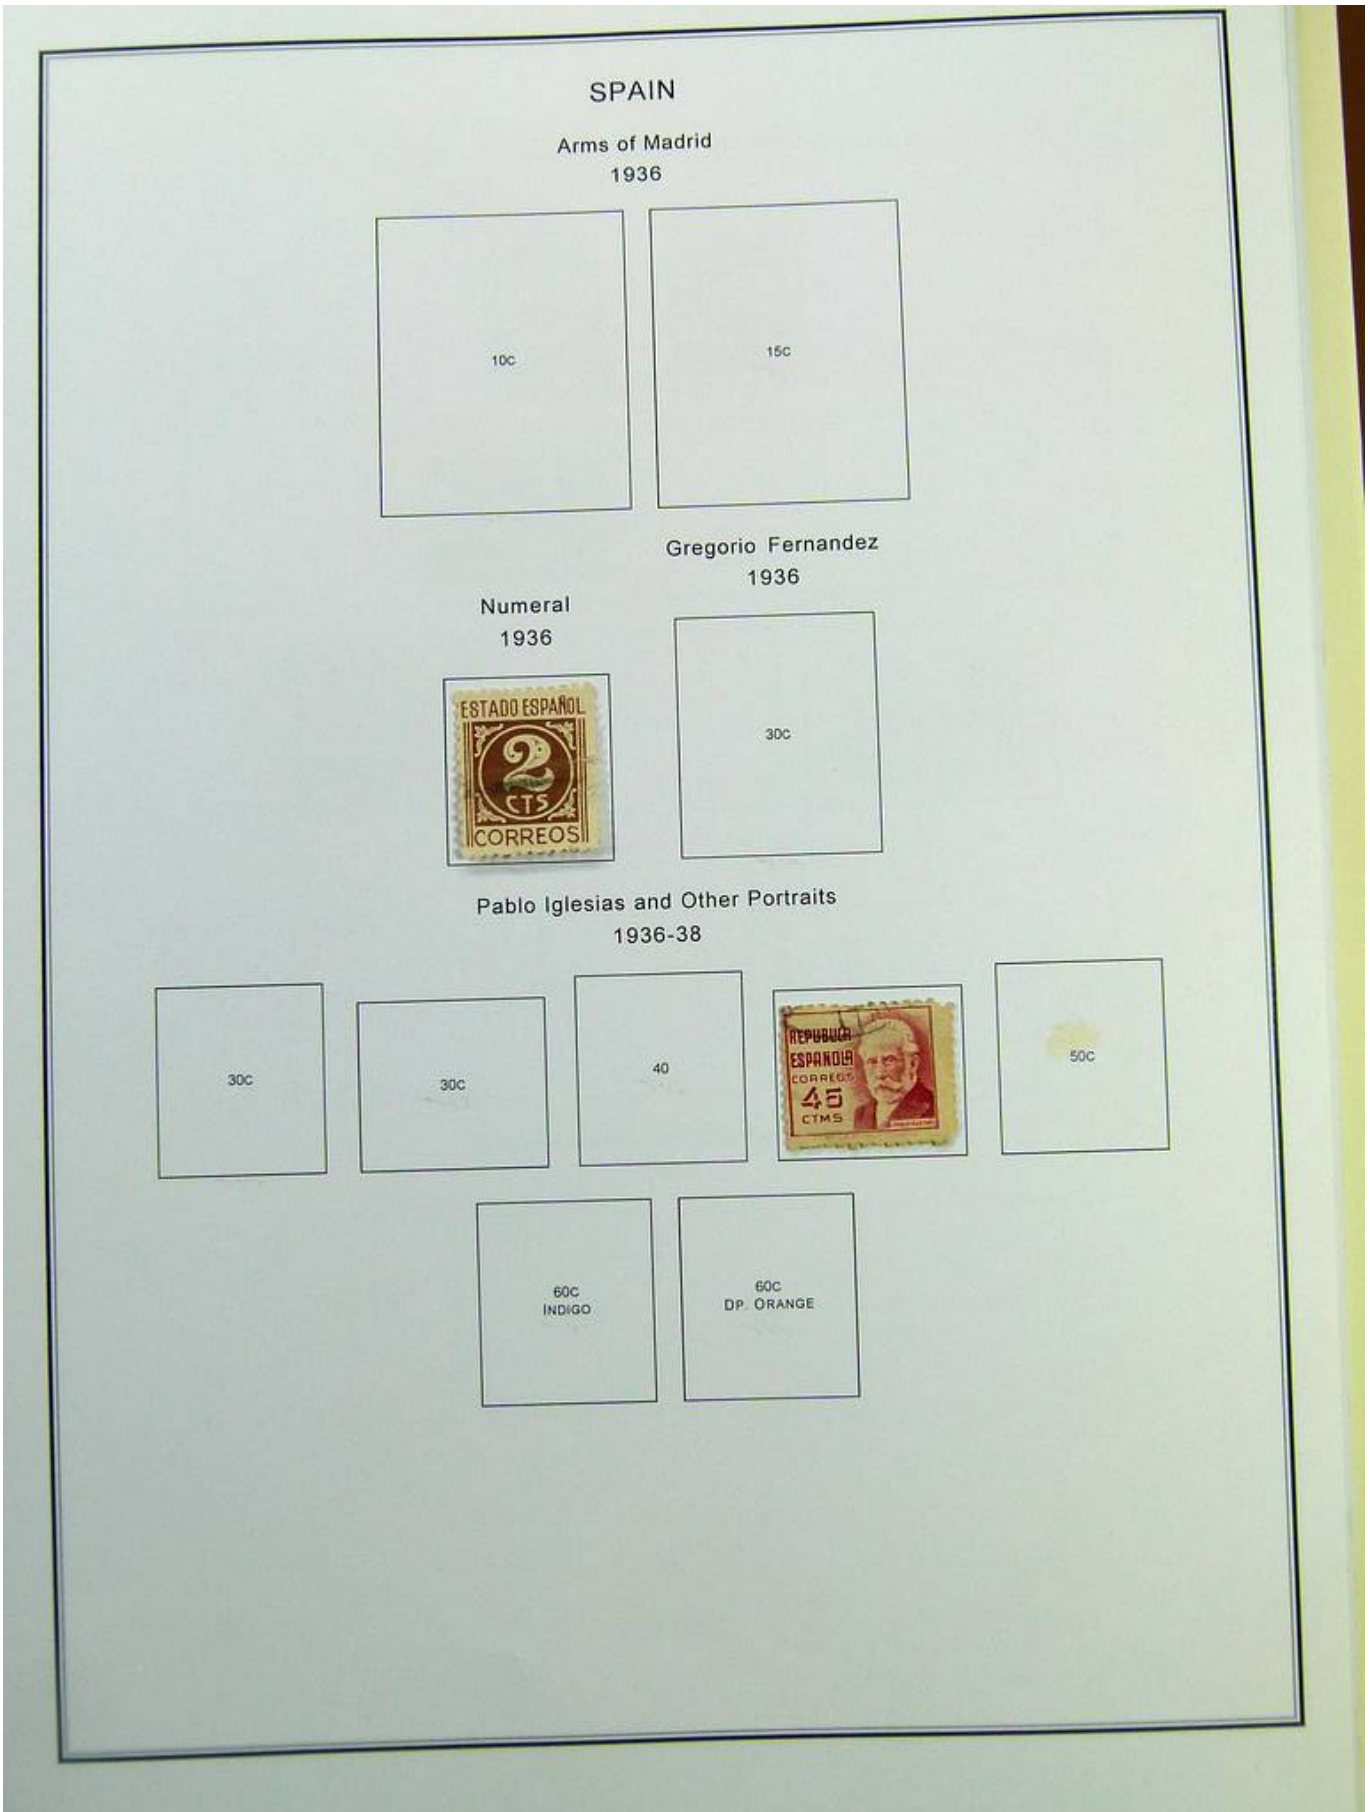 SPAIN
Arms of Madrid
1936
10C
15C
Gregorio Fernandez
1936
30C
Numeral
1936
ESTADO ESPAÑOL
2
CTS
CORREOS
Pablo Iglesias and Other Portraits
1936-38
30C
30C
40
REPUBLICA
ESPAÑOLA
CORREOS
45
CTMS
50C
60C
INDIGO
60C
DP. ORANGE